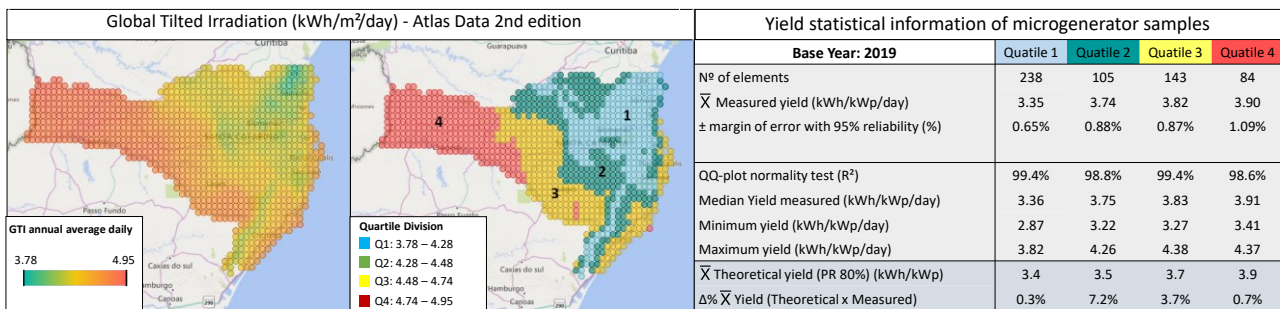 Global Tilted Irradiation (kWh/m²/day) - Atlas Data 2nd edition
Curitiba
Passo Fundo
Caxias do sul
Canoas
290
GTI annual average daily
3.78
4.95
Guarapuava
Curitiba
Misiones
1
2
3
4
Caxias do sul
Hamburgo
Canoas
290
Quartile Division
Q1: 3.78 – 4.28
Q2: 4.28 – 4.48
Q3: 4.48 – 4.74
Q4: 4.74 – 4.95
Yield statistical information of microgenerator samples
Base Year: 2019 Quatile 1 Quatile 2 Quatile 3 Quatile 4
Nº of elements 238 105 143 84
X̅ Measured yield (kWh/kWp/day) 3.35 3.74 3.82 3.90
± margin of error with 95% reliability (%) 0.65% 0.88% 0.87% 1.09%
QQ-plot normality test (R²) 99.4% 98.8% 99.4% 98.6%
Median Yield measured (kWh/kWp/day) 3.36 3.75 3.83 3.91
Minimum yield (kWh/kWp/day) 2.87 3.22 3.27 3.41
Maximum yield (kWh/kWp/day) 3.82 4.26 4.38 4.37
X̅ Theoretical yield (PR 80%) (kWh/kWp) 3.4 3.5 3.7 3.9
Δ% X̅ Yield (Theoretical x Measured) 0.3% 7.2% 3.7% 0.7%